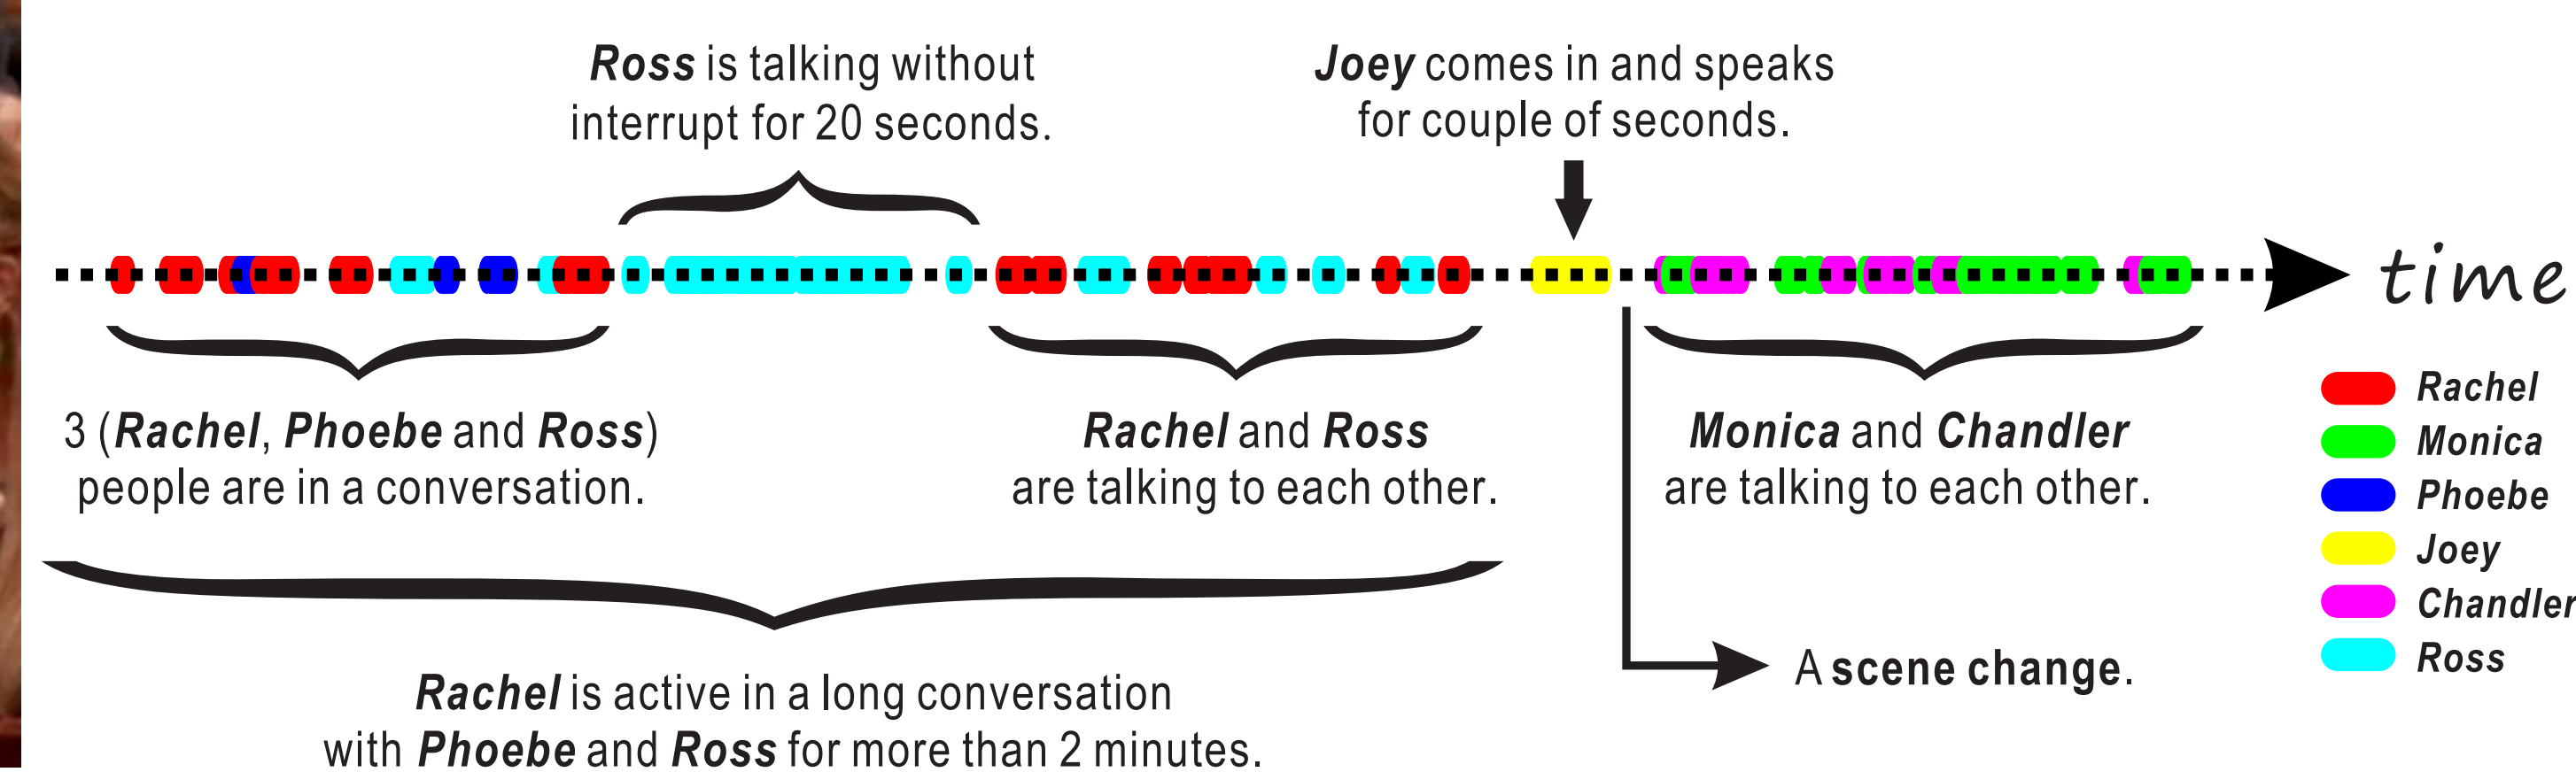 Ross is talking without
interrupt for 20 seconds.
Joey comes in and speaks
for couple of seconds.
time
3 (Rachel, Phoebe and Ross)
people are in a conversation.
Rachel and Ross
are talking to each other.
Monica and Chandler
are talking to each other.
Rachel is active in a long conversation
with Phoebe and Ross for more than 2 minutes.
A scene change.
Rachel
Monica
Phoebe
Joey
Chandler
Ross